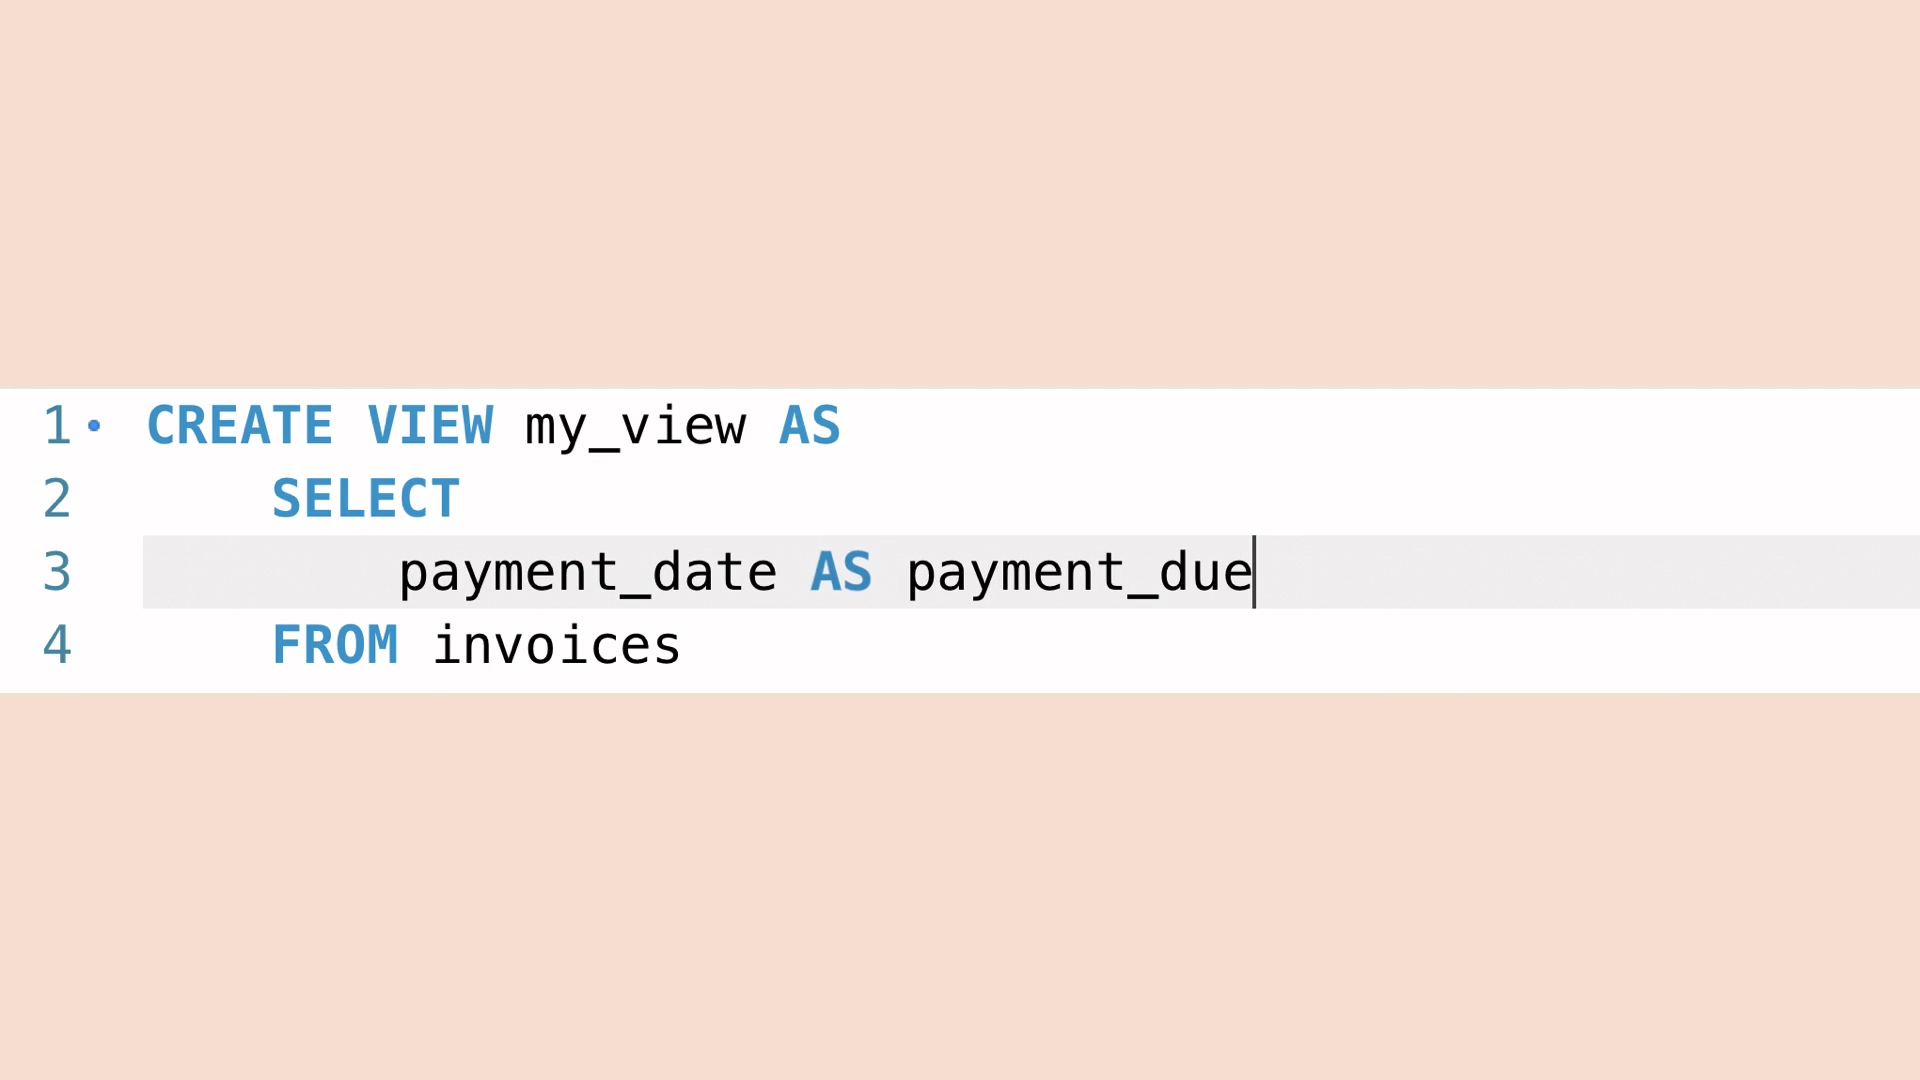 1 CREATE VIEW my_view AS
2 SELECT
3 payment_date AS payment_due
4 FROM invoices